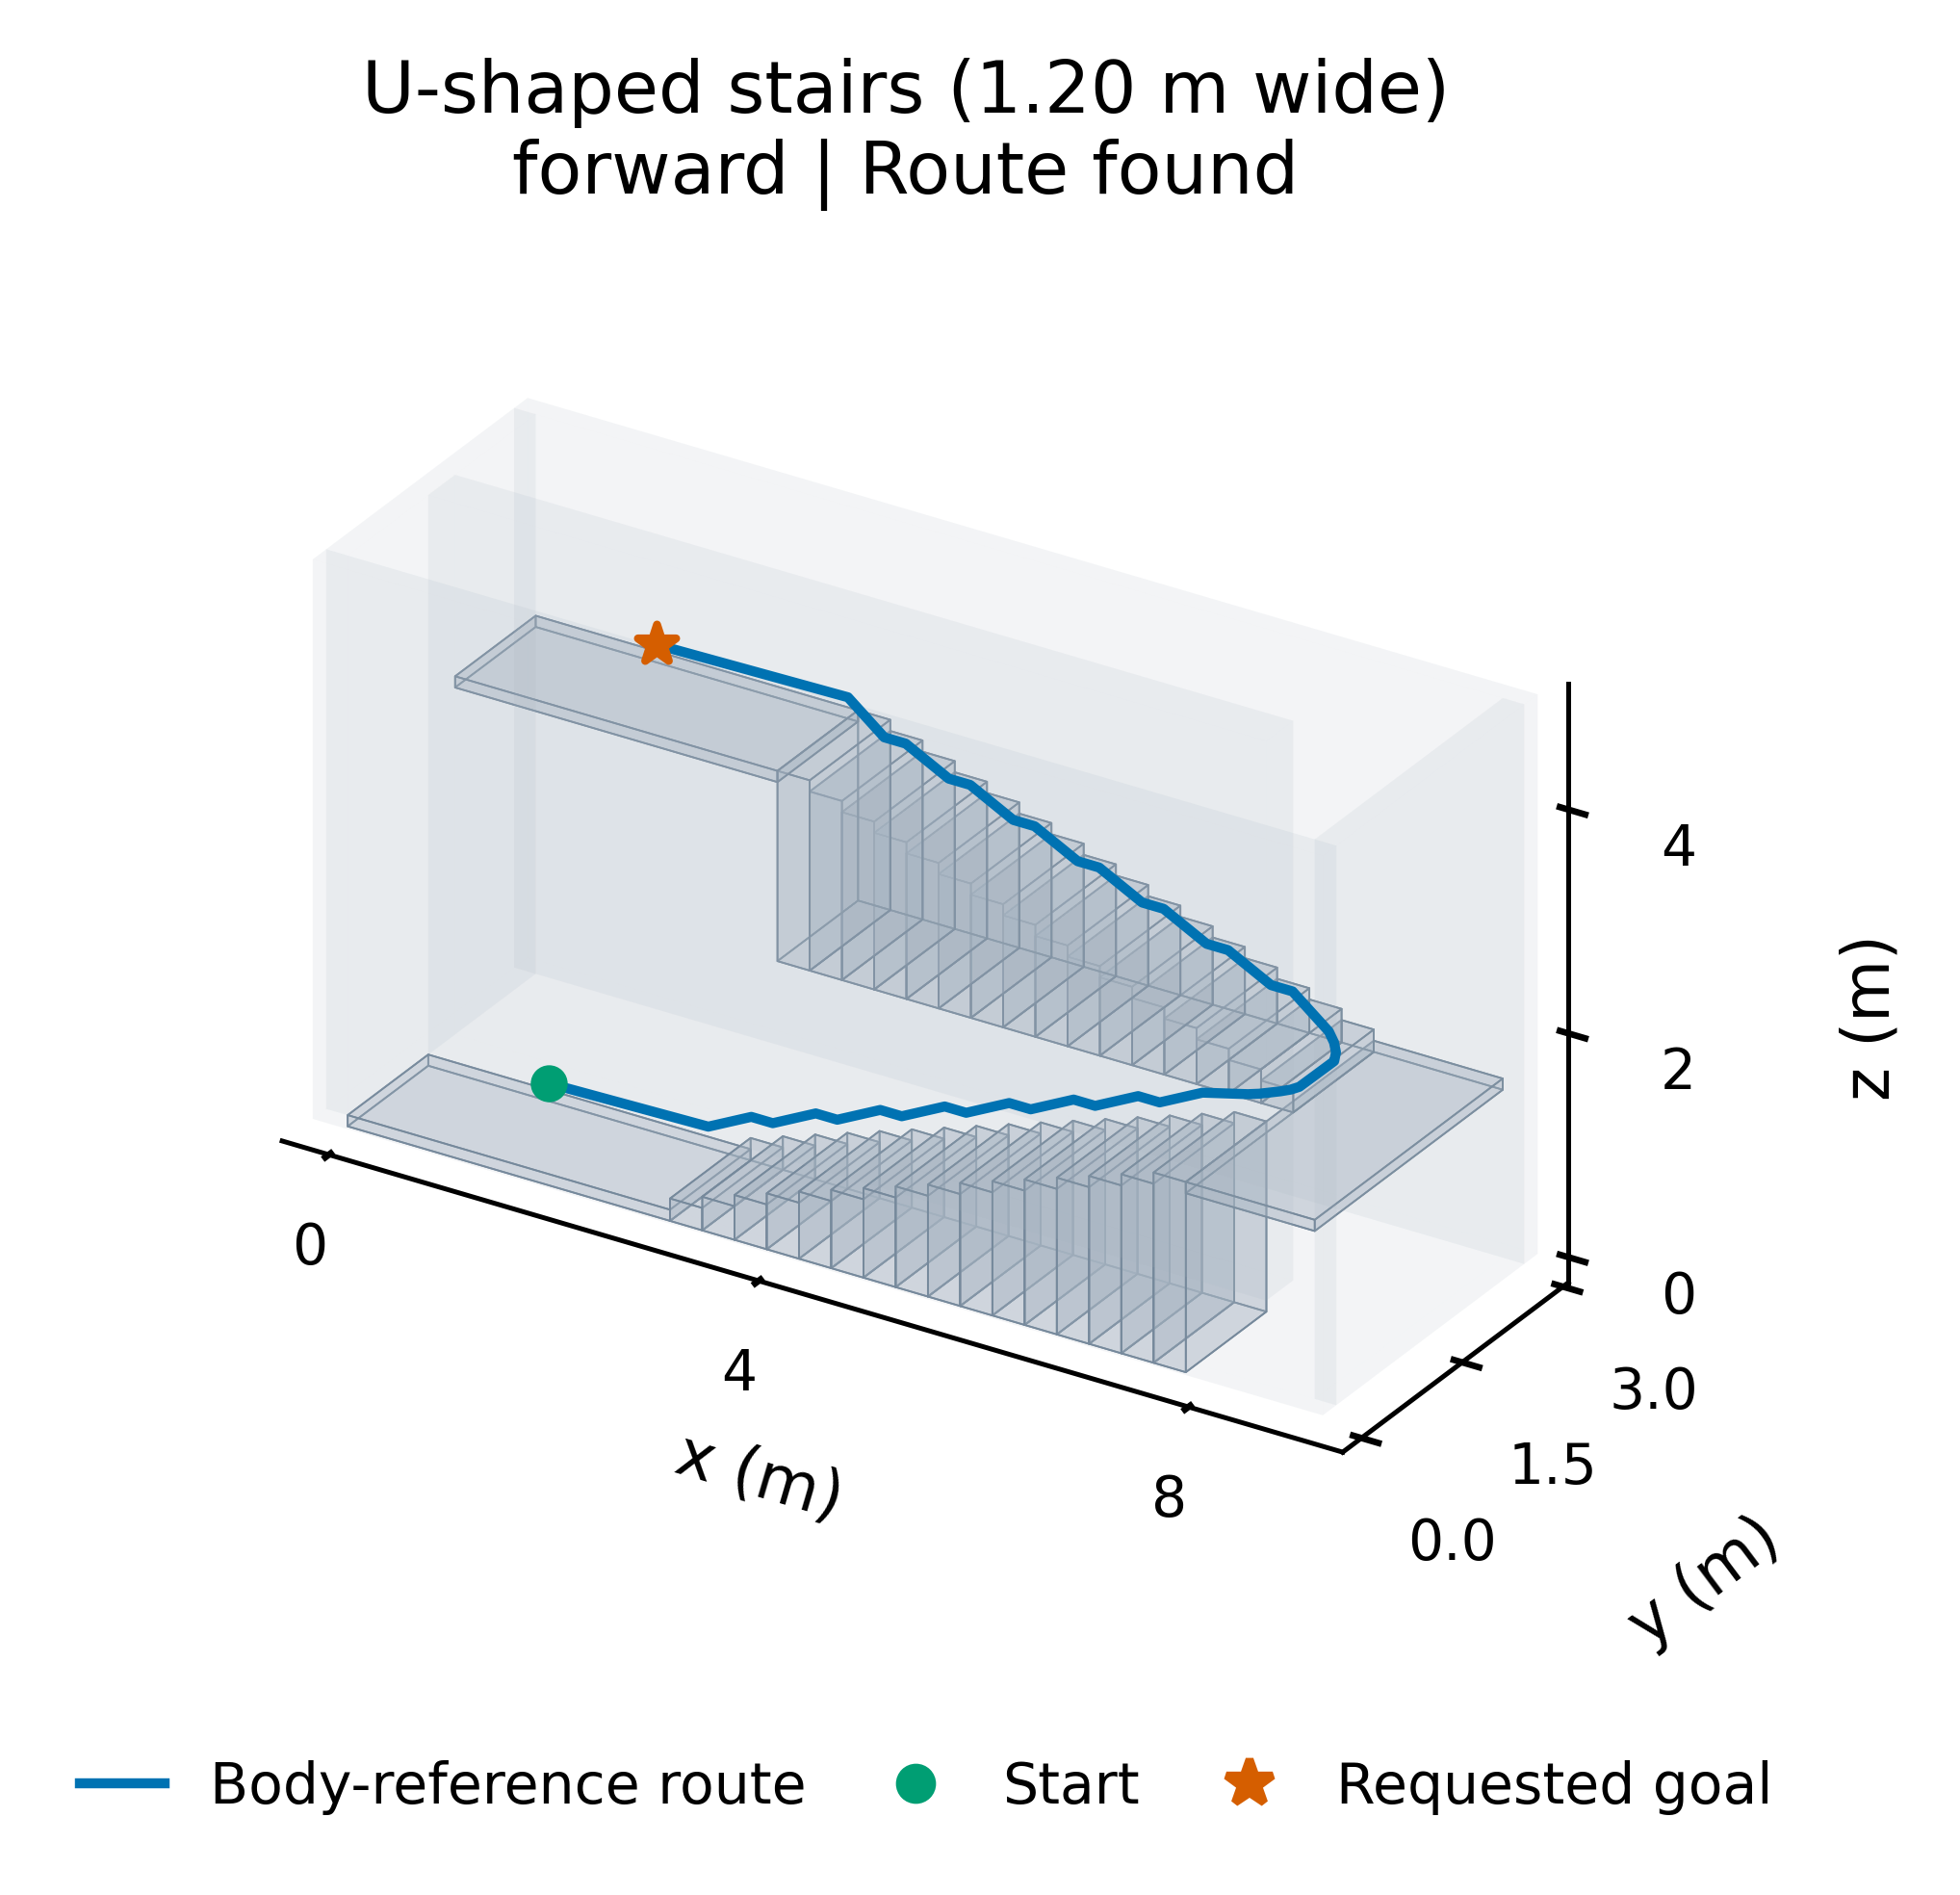 U-shaped stairs (1.20 m wide)
forward | Route found
4
2
0
z (m)
0
4
8
x (m)
3.0
1.5
0.0
y (m)
Body-reference route
Start
Requested goal